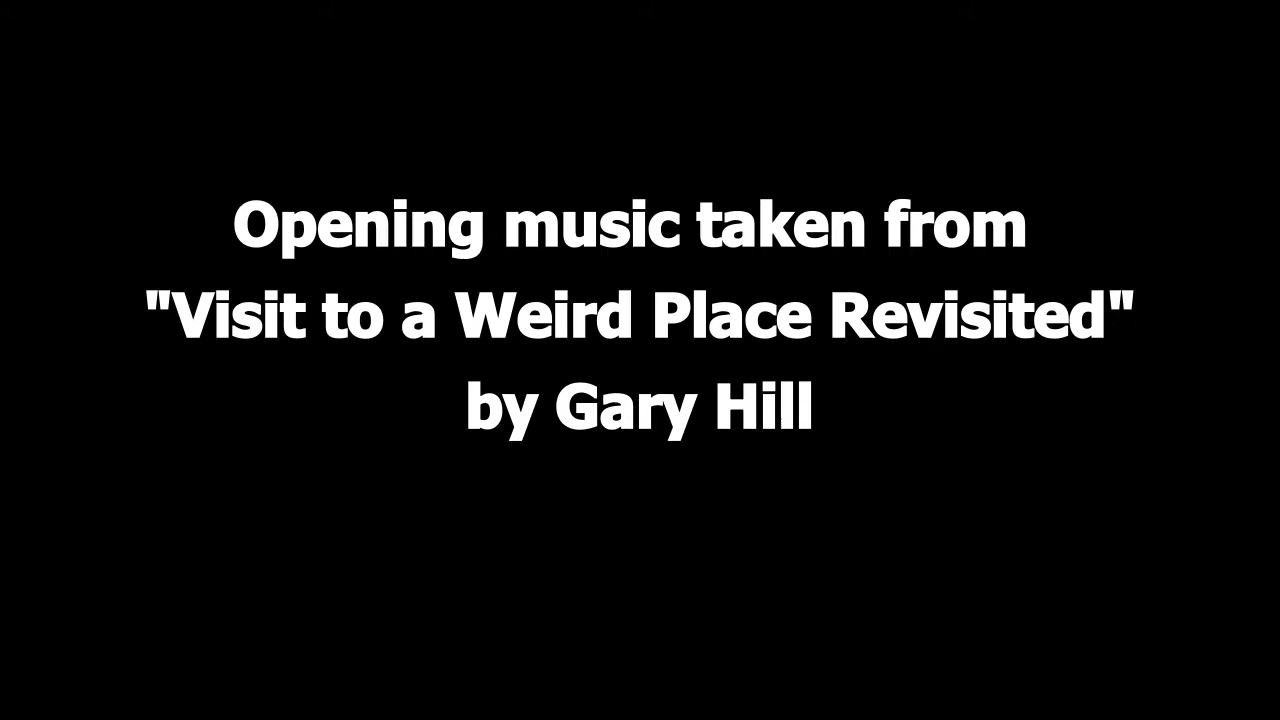 Opening music taken from
"Visit to a Weird Place Revisited"
by Gary Hill